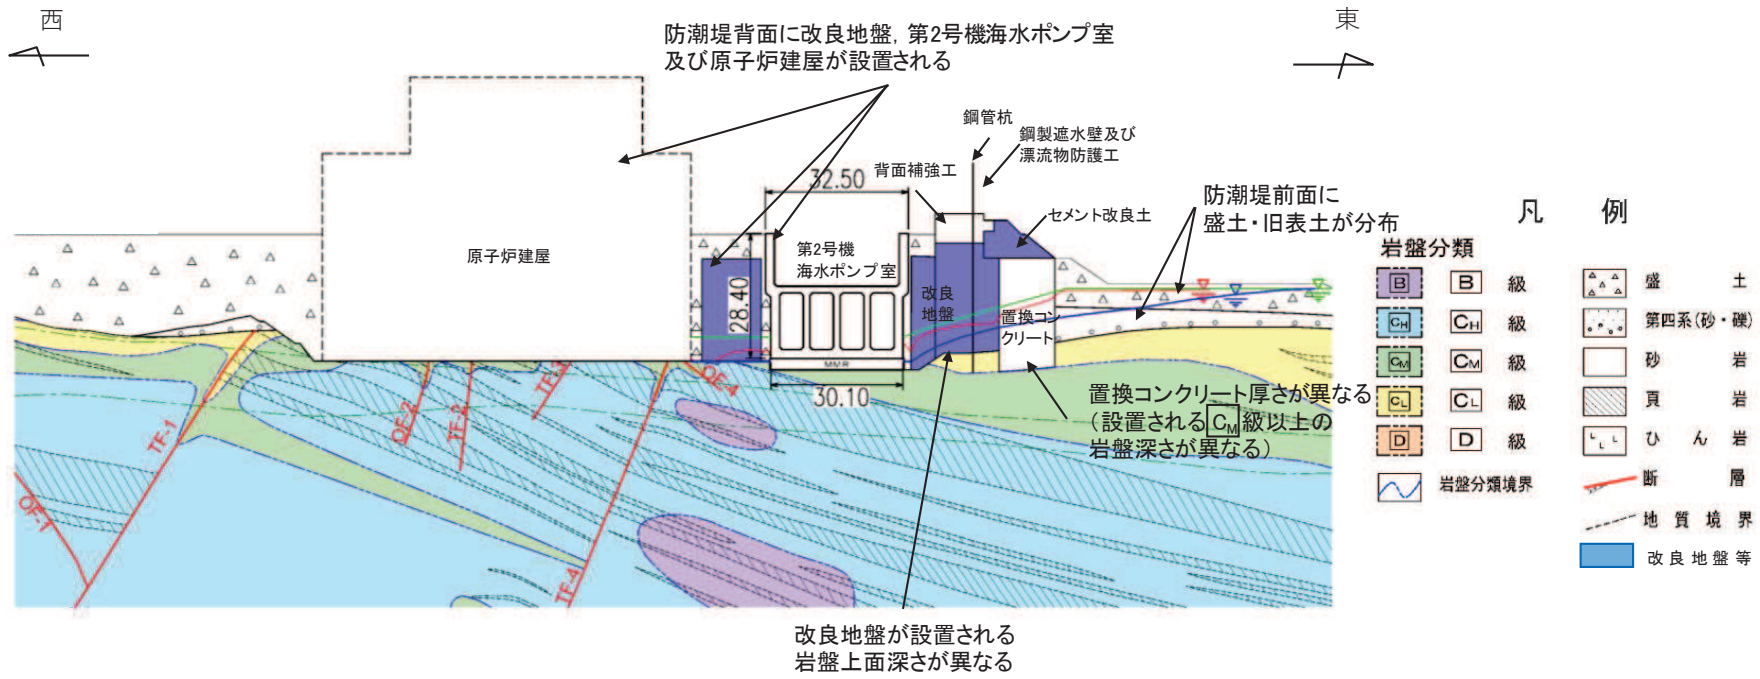 西
東
防潮堤背面に改良地盤，第2号機海水ポンプ室
及び原子炉建屋が設置される
鋼管杭
鋼製遮水壁及び
漂流物防護工
背面補強工
32.50
セメント改良土
防潮堤前面に
盛土・旧表土が分布
原子炉建屋
第2号機
海水ポンプ室
28.40
改良
地盤
置換コン
クリート
MMR
30.10
置換コンクリート厚さが異なる
（設置されるCM級以上の
岩盤深さが異なる）
TF-1
OF-2
TF-2
TF-3
OF-4
OF-1
TF-4
改良地盤が設置される
岩盤上面深さが異なる
凡 例
岩盤分類
B B 級
CH CH 級
CM CM 級
CL CL 級
D D 級
岩盤分類境界
盛土
第四系(砂・礫)
砂岩
頁岩
ひん岩
断層
地質境界
改良地盤等